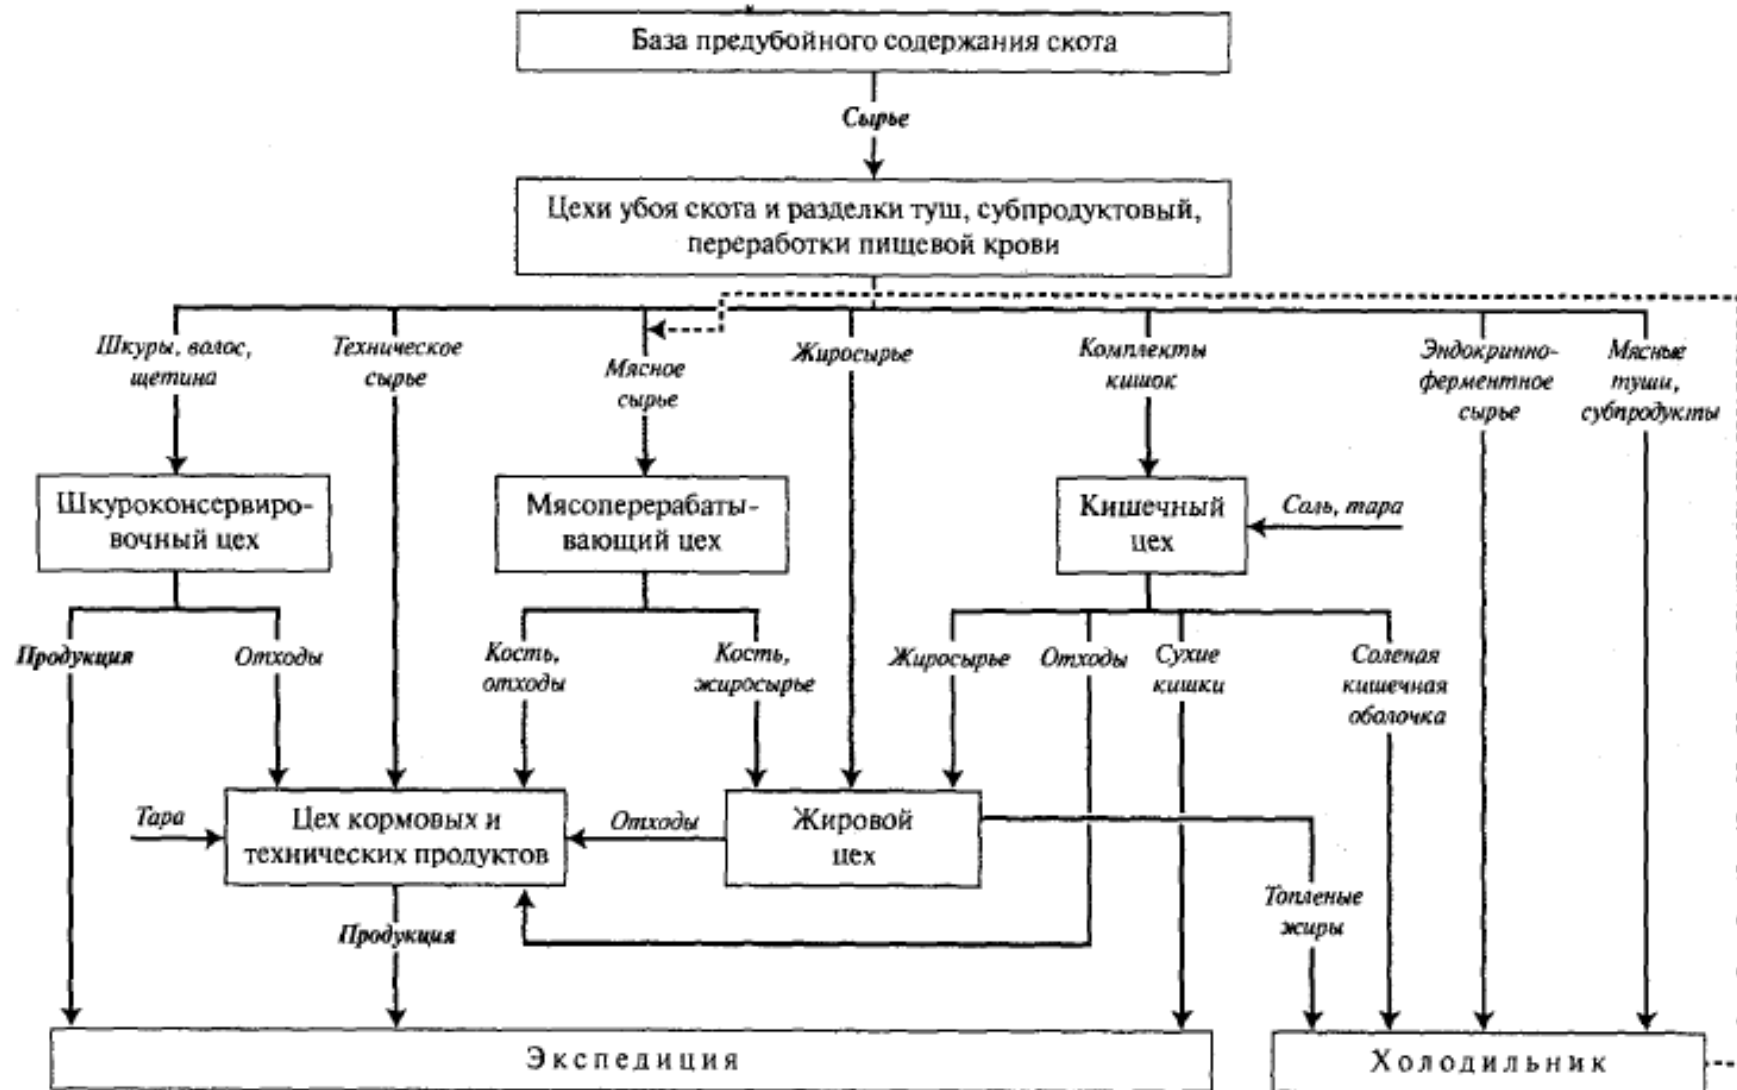 База предубойного содержания скота
Сырье
Цехи убоя скота и разделки туш, субпродуктовый,
переработки пищевой крови
Шкуры, волос,
щетина
Техническое
сырье
Мясное
сырье
Жиросырье
Комплекты
кишок
Эндокринно-
ферментное
сырье
Мясные
туши,
субпродукты
Шкуроконсервиро-
вочный цех
Мясоперерабаты-
вающий цех
Кишечный
цех
Соль, тара
Продукция
Отходы
Кость,
отходы
Кость,
жиросырье
Жиросырье
Отходы
Сухие
кишки
Соленая
кишечная
оболочка
Тара
Цех кормовых и
технических продуктов
Отходы
Жировой
цех
Топленые
жиры
Продукция
Экспедиция
Холодильник